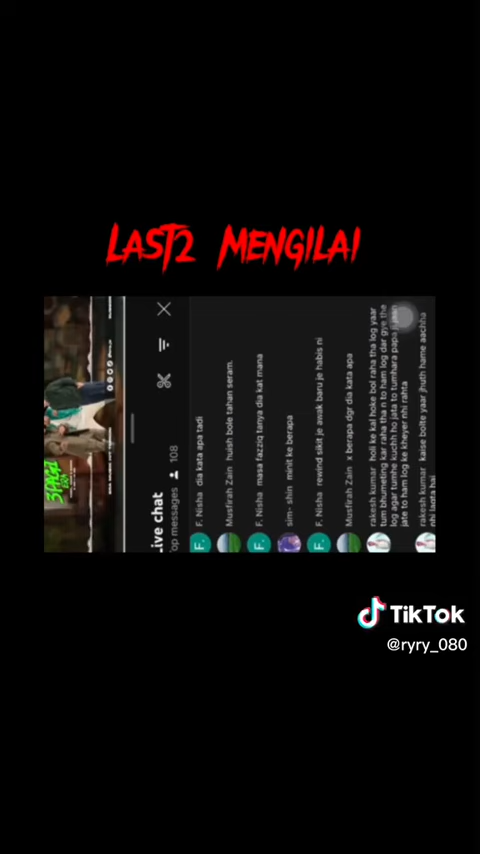 LAST2 MENGILAI
Live chat
Top messages 108
F. Nisha dia kata apa tadi
Musfirah Zain huish bole tahan seram.
F. Nisha masa fazziq tanya dia kat mana
sim- shin minit ke berapa
F. Nisha rewind sikit je awak baru je habis ni
Musfirah Zain x berapa dgr dia kata apa
rakesh kumar holi ke kal hoke bol raha tha log yaar
tum bhumeting kar raha tha n to ham log dar gye the
log agar tumhe kuchho ho jata to tumhara papa
jate to ham log ke kheyer nhi rahta
rakesh kumar kaise bolte yaar jhuth hame aachha
nhi lagta hai
TikTok
@ryry_080